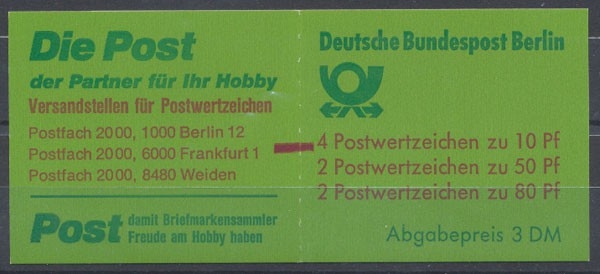 Die Post
der Partner für Ihr Hobby
Versandstellen für Postwertzeichen
Postfach 2000, 1000 Berlin 12
Postfach 2000, 6000 Frankfurt 1
Postfach 2000, 8480 Weiden
Post damit Briefmarkensammler
Freude am Hobby haben
Deutsche Bundespost Berlin
4 Postwertzeichen zu 10 Pf
2 Postwertzeichen zu 50 Pf
2 Postwertzeichen zu 80 Pf
Abgabepreis 3 DM